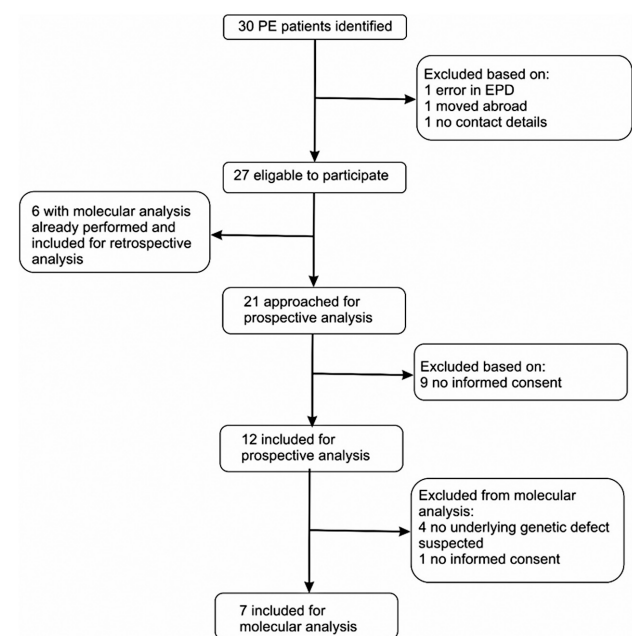 30 PE patients identified
Excluded based on:
1 error in EPD
1 moved abroad
1 no contact details
27 eligible to participate
6 with molecular analysis
already performed and
included for retrospective
analysis
21 approached for
prospective analysis
Excluded based on:
9 no informed consent
12 included for
prospective analysis
Excluded from molecular
analysis:
4 no underlying genetic defect
suspected
1 no informed consent
7 included for
molecular analysis